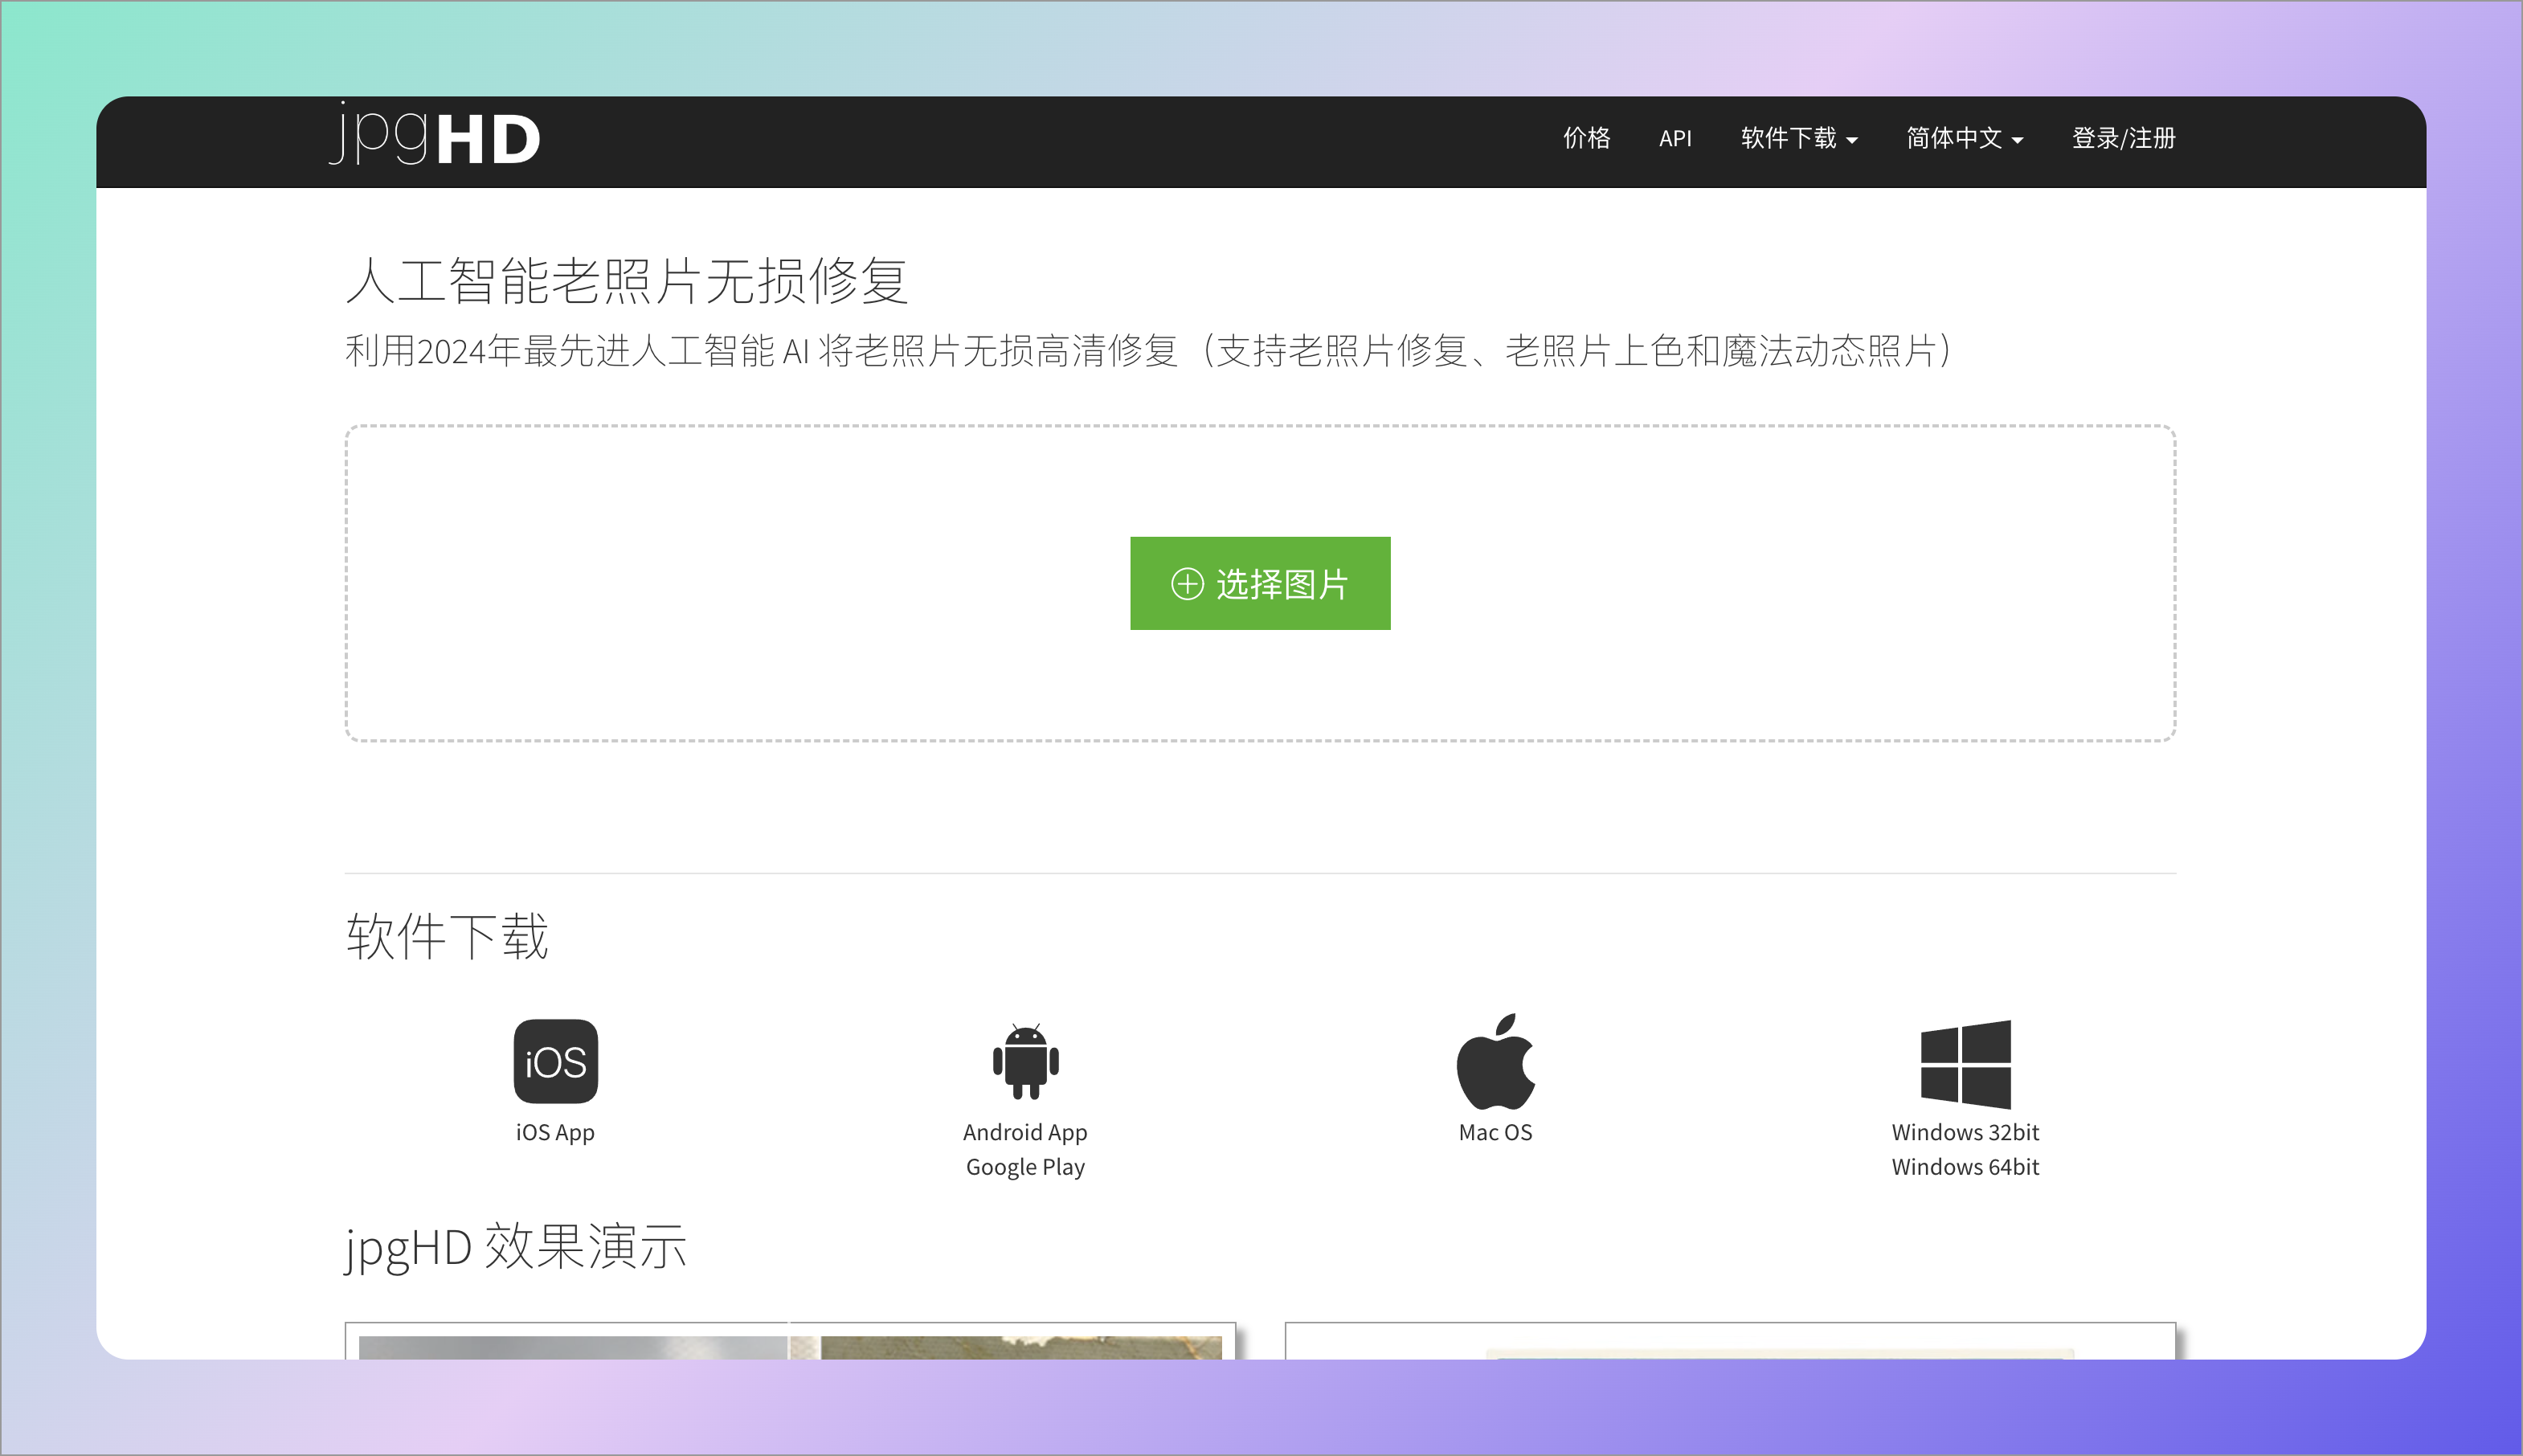 jpgHD
价格 API 软件下载 简体中文 登录/注册
人工智能老照片无损修复
利用2024年最先进人工智能 AI 将老照片无损高清修复（支持老照片修复、老照片上色和魔法动态照片）
选择图片
软件下载
iOS
iOS App
Android App
Google Play
Mac OS
Windows 32bit
Windows 64bit
jpgHD 效果演示